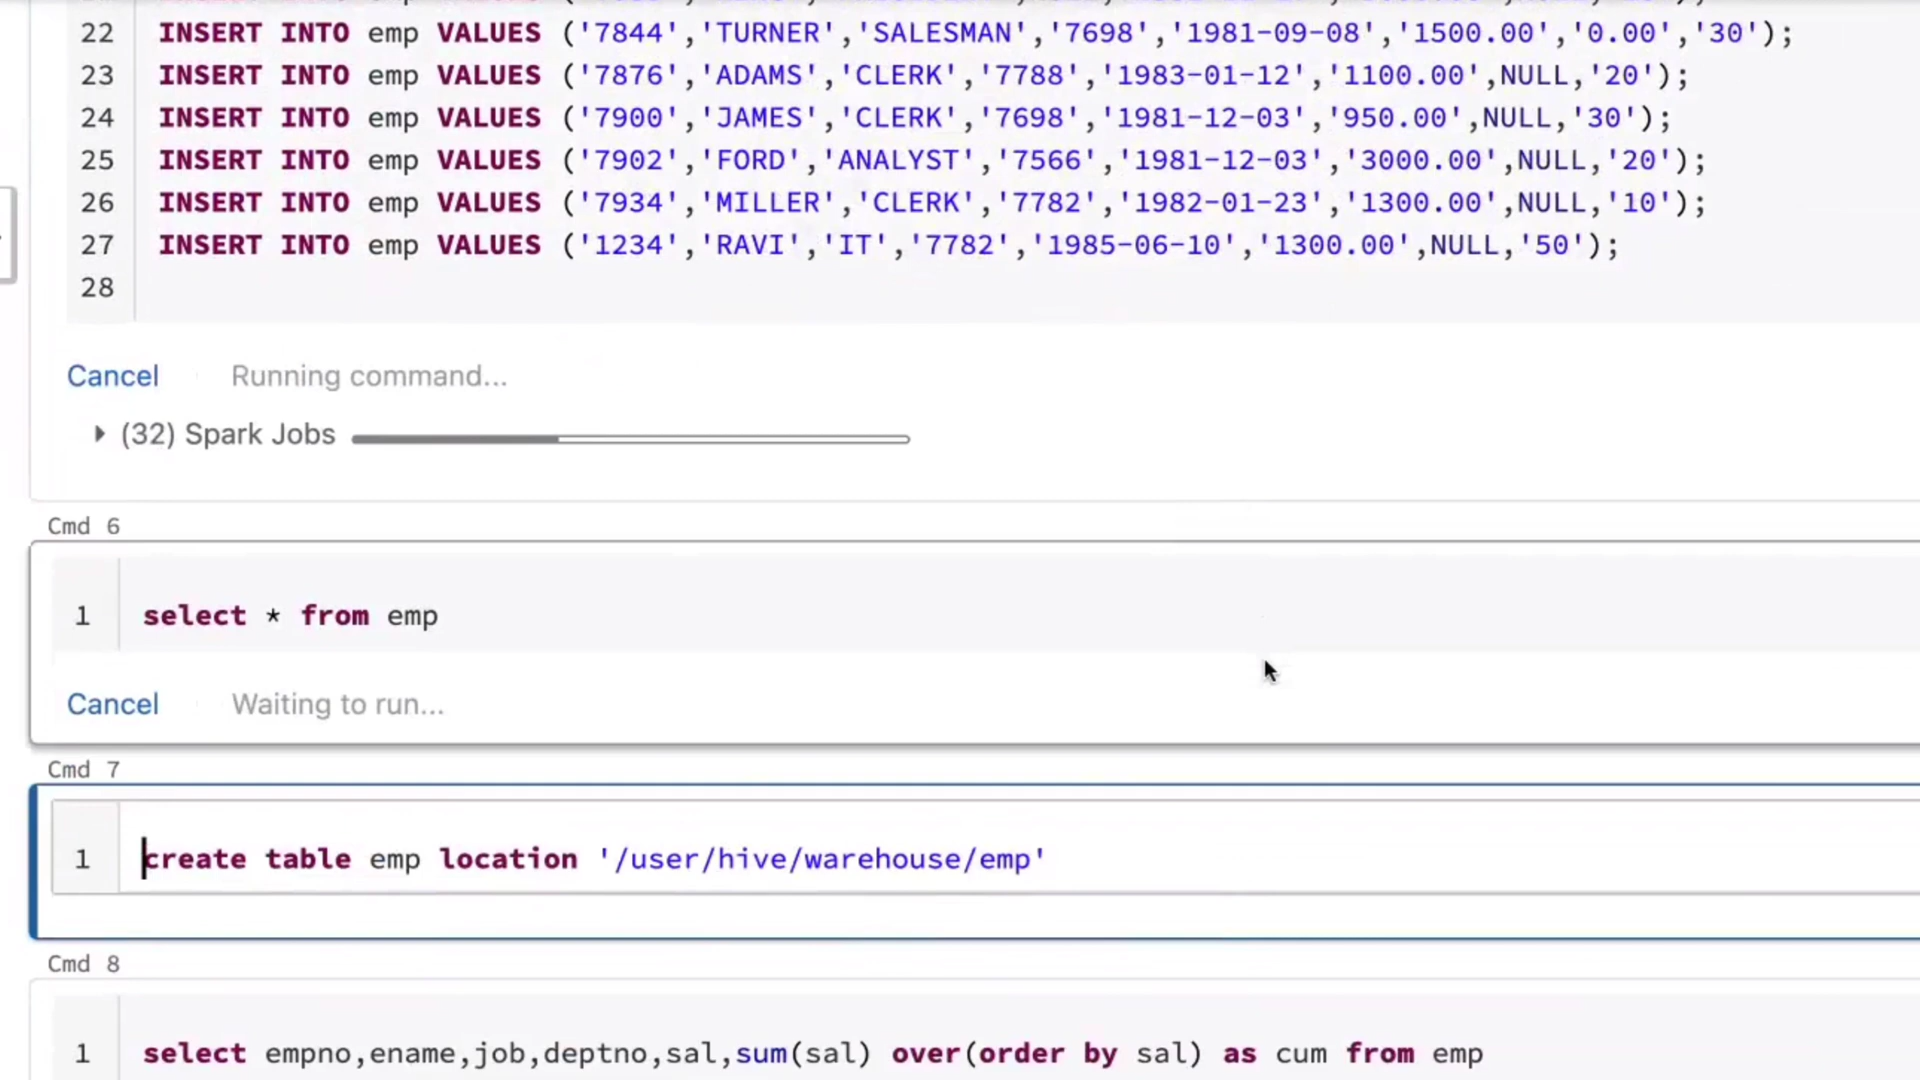 22 INSERT INTO emp VALUES ('7844','TURNER','SALESMAN','7698','1981-09-08','1500.00','0.00','30');
23 INSERT INTO emp VALUES ('7876','ADAMS','CLERK','7788','1983-01-12','1100.00',NULL,'20');
24 INSERT INTO emp VALUES ('7900','JAMES','CLERK','7698','1981-12-03','950.00',NULL,'30');
25 INSERT INTO emp VALUES ('7902','FORD','ANALYST','7566','1981-12-03','3000.00',NULL,'20');
26 INSERT INTO emp VALUES ('7934','MILLER','CLERK','7782','1982-01-23','1300.00',NULL,'10');
27 INSERT INTO emp VALUES ('1234','RAVI','IT','7782','1985-06-10','1300.00',NULL,'50');
28
Cancel Running command...
(32) Spark Jobs
Cmd 6
1 select * from emp
Cancel Waiting to run...
Cmd 7
1 create table emp location '/user/hive/warehouse/emp'
Cmd 8
1 select empno,ename,job,deptno,sal,sum(sal) over(order by sal) as cum from emp